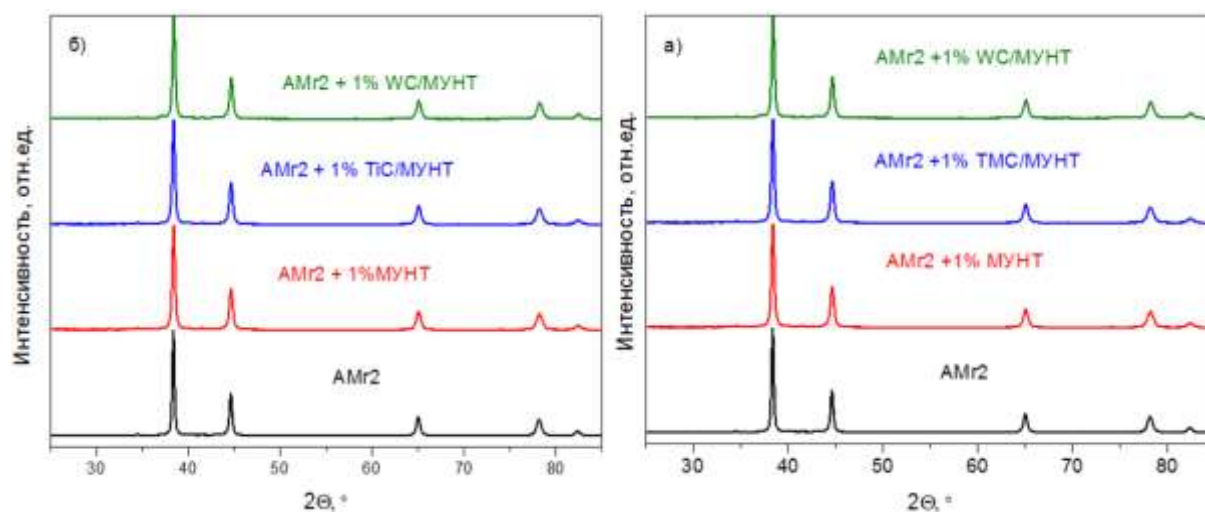 б)
АМг2 + 1% WC/МУНТ
АМг2 + 1% TiC/МУНТ
АМг2 + 1%МУНТ
АМг2
Интенсивность, отн.ед.
30 40 50 60 70 80
2Θ, °
а)
АМг2 +1% WC/МУНТ
АМг2 +1% ТМС/МУНТ
АМг2 +1% МУНТ
АМг2
Интенсивность, отн.ед.
30 40 50 60 70 80
2Θ, °